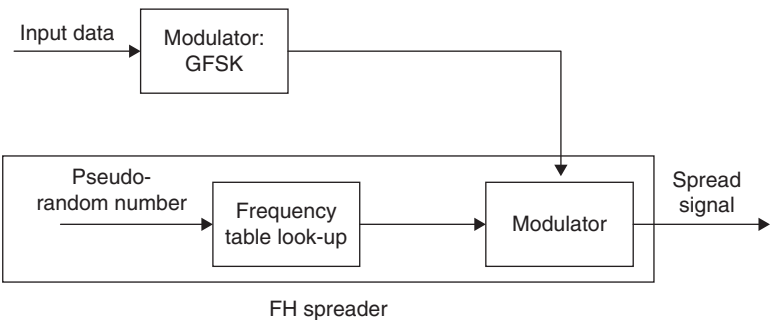 Input data
Modulator:
GFSK
Pseudo-
random number
Frequency
table look-up
Modulator
Spread
signal
FH spreader